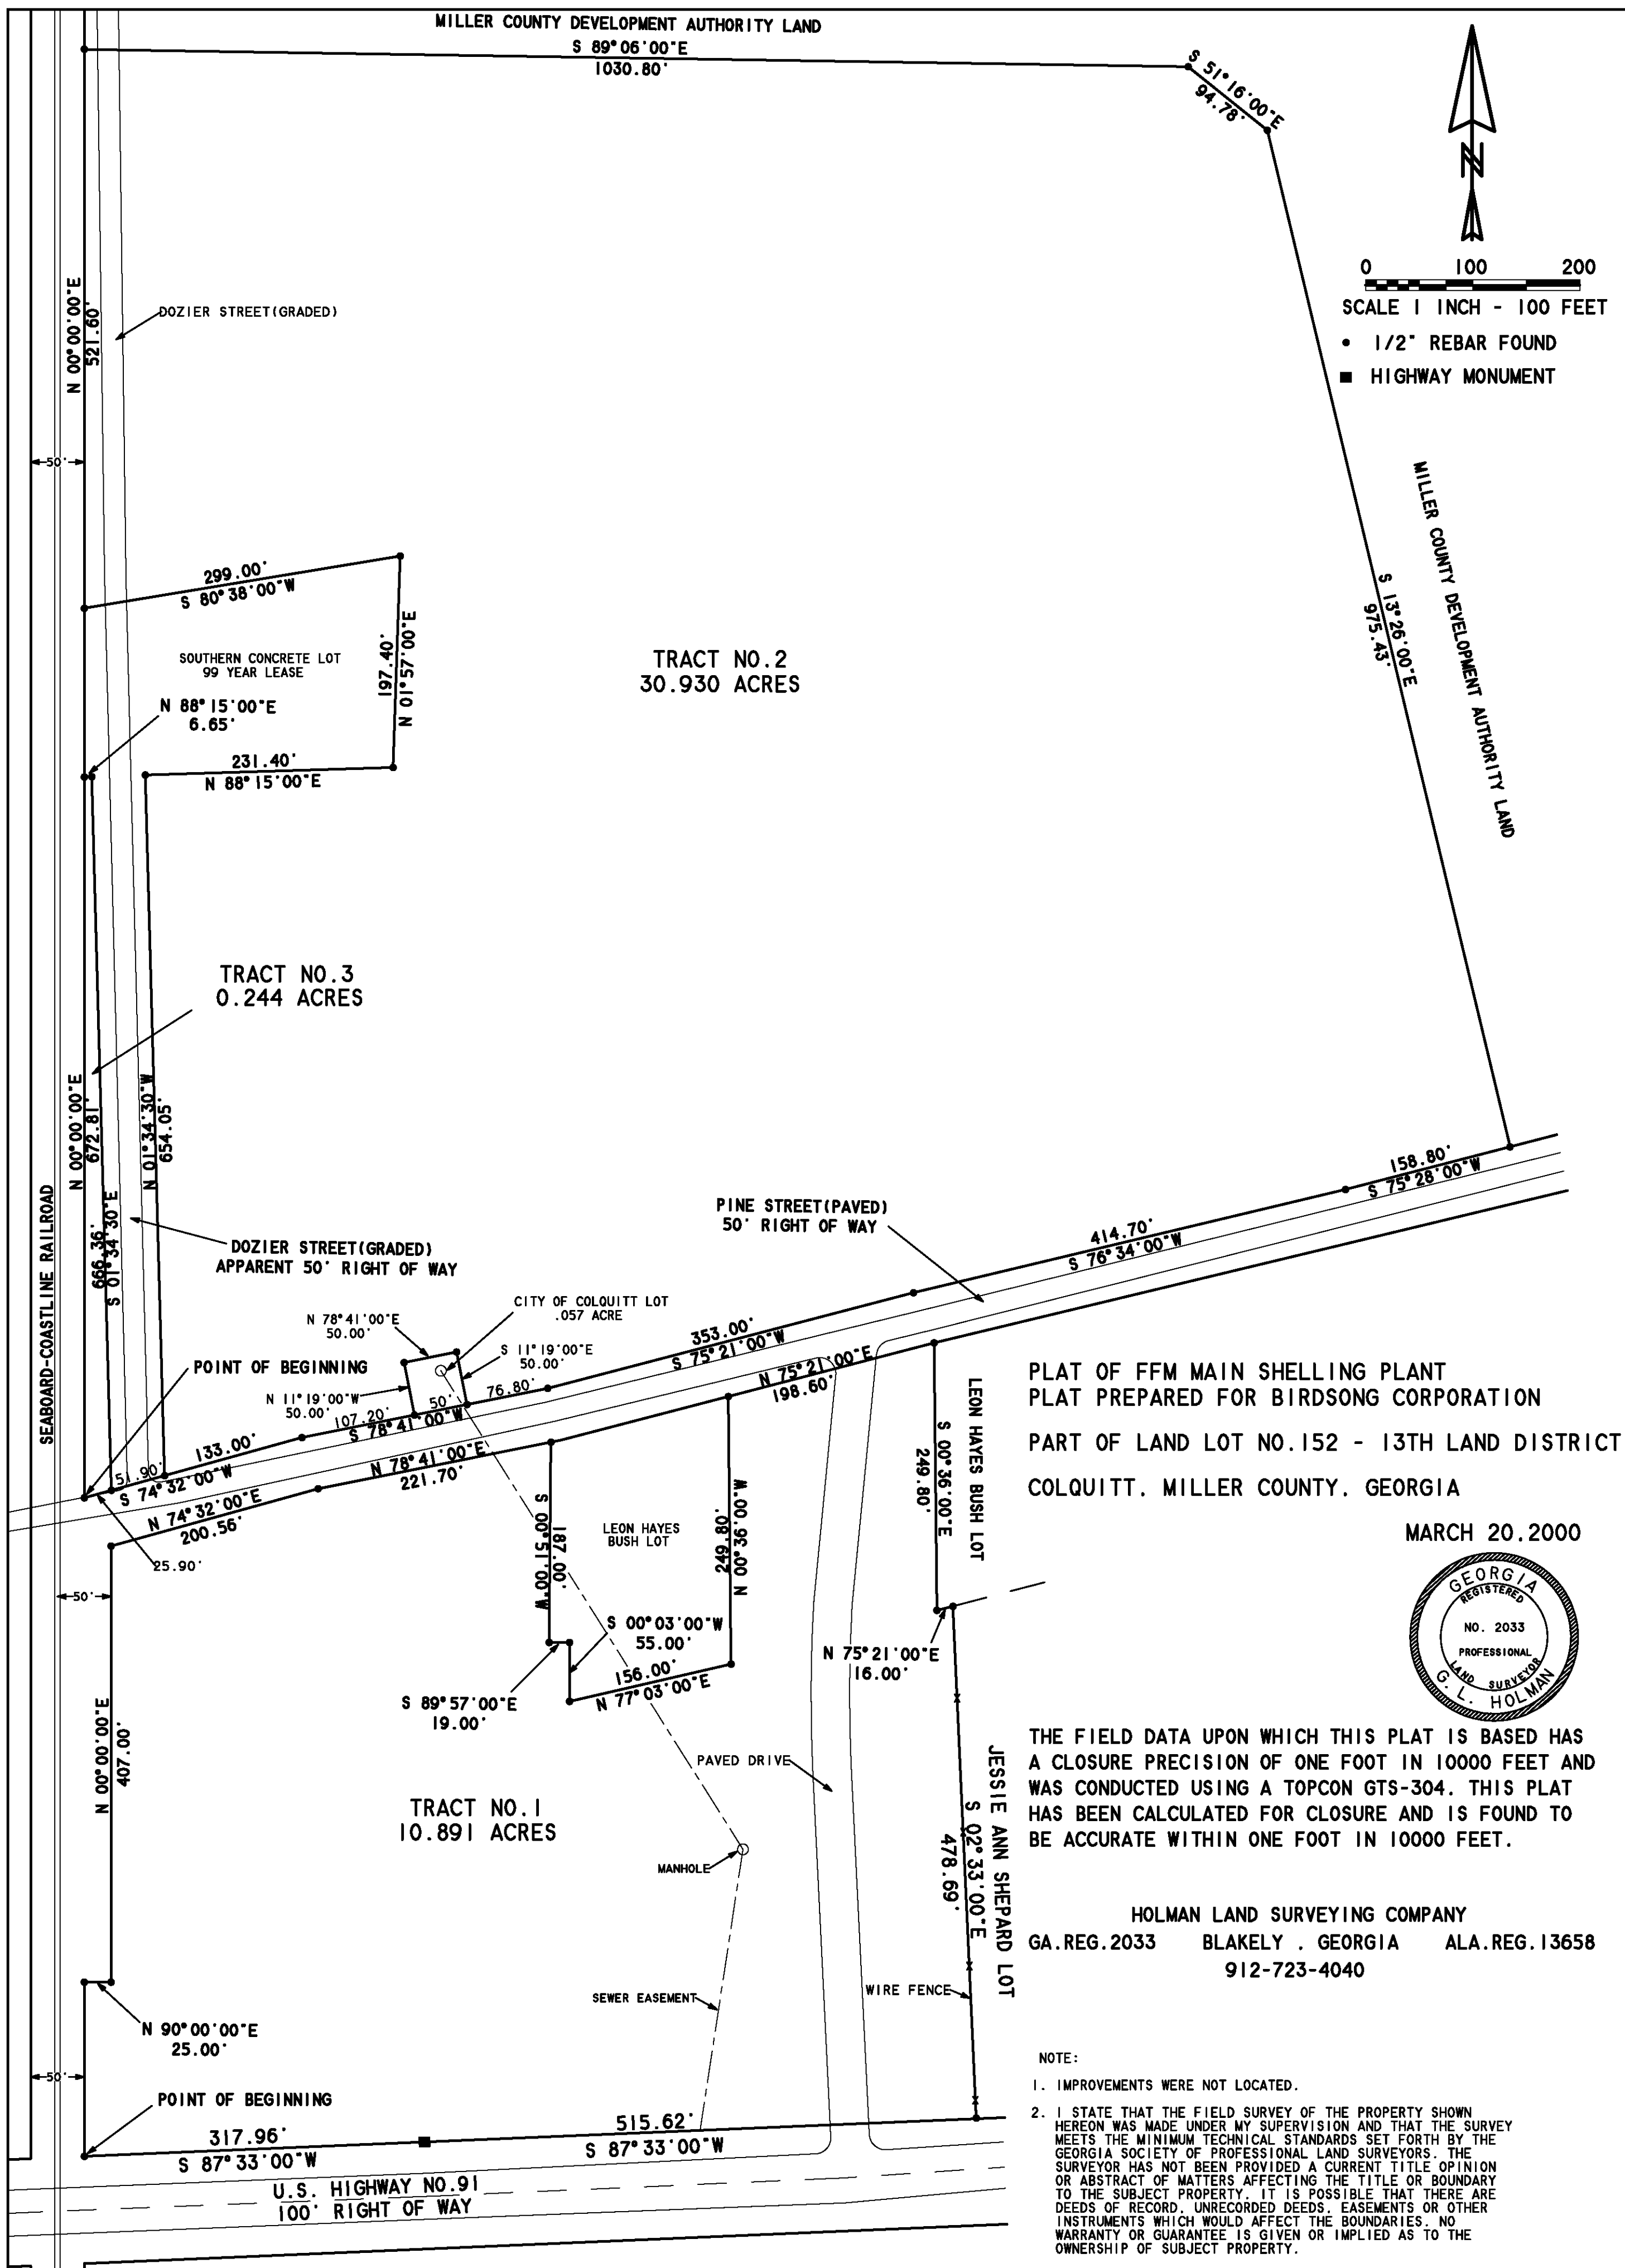 MILLER COUNTY DEVELOPMENT AUTHORITY LAND
S 89°06'00"E
1030.80'
S 51°16'00"E
94.78'
N
0 100 200
SCALE 1 INCH - 100 FEET
1/2" REBAR FOUND
HIGHWAY MONUMENT
N 00°00'00"E
521.60'
DOZIER STREET(GRADED)
50'
MILLER COUNTY DEVELOPMENT AUTHORITY LAND
S 13°26'00"E
975.43'
299.00'
S 80°38'00"W
SOUTHERN CONCRETE LOT
99 YEAR LEASE
197.40'
N 01°57'00"E
N 88°15'00"E
6.65'
231.40'
N 88°15'00"E
TRACT NO.2
30.930 ACRES
TRACT NO.3
0.244 ACRES
N 00°00'00"E
672.81'
N 01°34'30"W
654.05'
666.36'
S 01°34'30"E
SEABOARD-COASTLINE RAILROAD
DOZIER STREET(GRADED)
APPARENT 50' RIGHT OF WAY
PINE STREET(PAVED)
50' RIGHT OF WAY
158.80'
S 75°28'00"W
414.70'
S 76°34'00"W
353.00'
S 75°21'00"W
CITY OF COLQUITT LOT
.057 ACRE
N 78°41'00"E
50.00'
S 11°19'00"E
50.00'
N 11°19'00"W
50.00'
POINT OF BEGINNING
76.80'
50'
107.20'
S 78°41'00"W
133.00'
51.90'
S 74°32'00"W
N 75°21'00"E
198.60'
N 78°41'00"E
221.70'
N 74°32'00"E
200.56'
25.90'
50'
S 00°51'00"W
187.00'
LEON HAYES
BUSH LOT
249.80'
N 00°36'00"W
S 00°36'00"E
249.80'
LEON HAYES BUSH LOT
S 00°03'00"W
55.00'
156.00'
N 77°03'00"E
S 89°57'00"E
19.00'
N 75°21'00"E
16.00'
PLAT OF FFM MAIN SHELLING PLANT
PLAT PREPARED FOR BIRDSONG CORPORATION
PART OF LAND LOT NO.152 - 13TH LAND DISTRICT
COLQUITT. MILLER COUNTY. GEORGIA
MARCH 20.2000
GEORGIA
REGISTERED
NO. 2033
PROFESSIONAL
LAND SURVEYOR
G. L. HOLMAN
THE FIELD DATA UPON WHICH THIS PLAT IS BASED HAS
A CLOSURE PRECISION OF ONE FOOT IN 10000 FEET AND
WAS CONDUCTED USING A TOPCON GTS-304. THIS PLAT
HAS BEEN CALCULATED FOR CLOSURE AND IS FOUND TO
BE ACCURATE WITHIN ONE FOOT IN 10000 FEET.
N 00°00'00"E
407.00'
TRACT NO.1
10.891 ACRES
PAVED DRIVE
MANHOLE
JESSIE ANN SHEPARD LOT
S 02°33'00"E
478.69'
HOLMAN LAND SURVEYING COMPANY
GA.REG.2033 BLAKELY . GEORGIA ALA.REG.13658
912-723-4040
SEWER EASEMENT
WIRE FENCE
N 90°00'00"E
25.00'
50'
POINT OF BEGINNING
317.96'
S 87°33'00"W
515.62'
S 87°33'00"W
U.S. HIGHWAY NO.91
100' RIGHT OF WAY
NOTE:
1. IMPROVEMENTS WERE NOT LOCATED.
2. I STATE THAT THE FIELD SURVEY OF THE PROPERTY SHOWN
HEREON WAS MADE UNDER MY SUPERVISION AND THAT THE SURVEY
MEETS THE MINIMUM TECHNICAL STANDARDS SET FORTH BY THE
GEORGIA SOCIETY OF PROFESSIONAL LAND SURVEYORS. THE
SURVEYOR HAS NOT BEEN PROVIDED A CURRENT TITLE OPINION
OR ABSTRACT OF MATTERS AFFECTING THE TITLE OR BOUNDARY
TO THE SUBJECT PROPERTY. IT IS POSSIBLE THAT THERE ARE
DEEDS OF RECORD. UNRECORDED DEEDS. EASEMENTS OR OTHER
INSTRUMENTS WHICH WOULD AFFECT THE BOUNDARIES. NO
WARRANTY OR GUARANTEE IS GIVEN OR IMPLIED AS TO THE
OWNERSHIP OF SUBJECT PROPERTY.